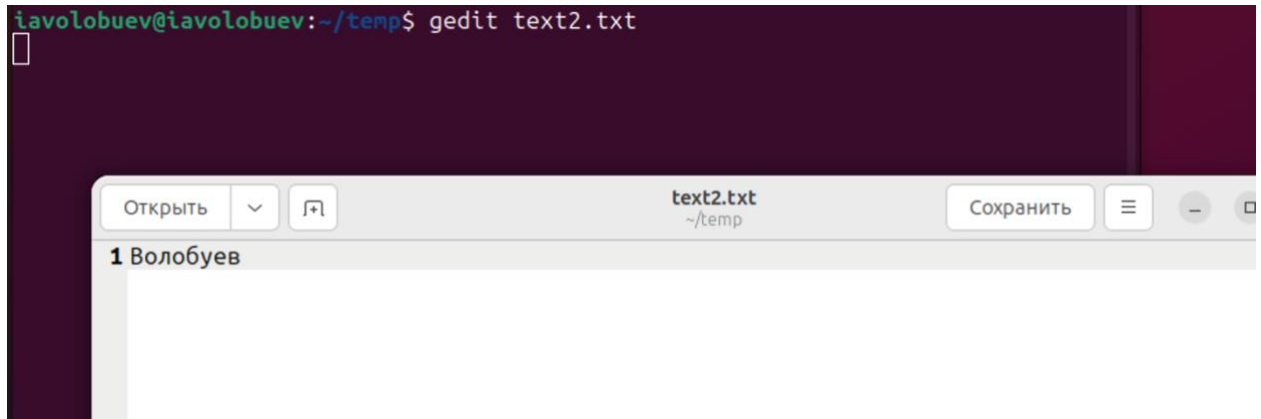 iavolobuev@iavolobuev:~/temp$ gedit text2.txt
Открыть
text2.txt
Сохранить
~/temp
1 Волобуев